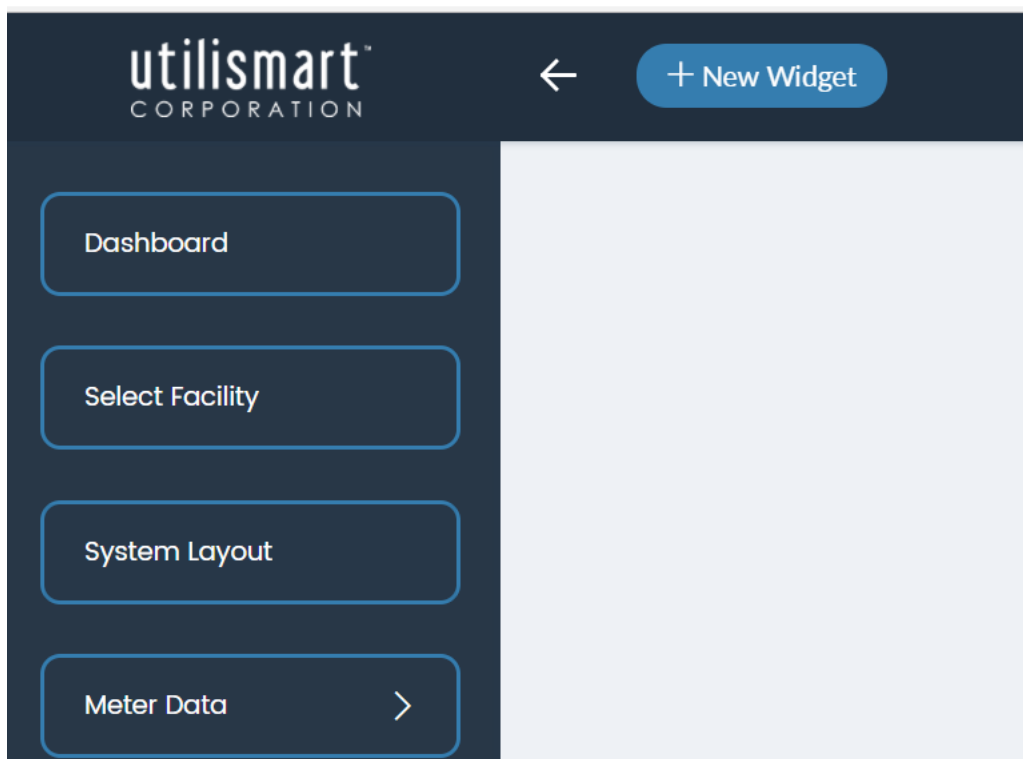 utilismart™
CORPORATION
+ New Widget
Dashboard
Select Facility
System Layout
Meter Data